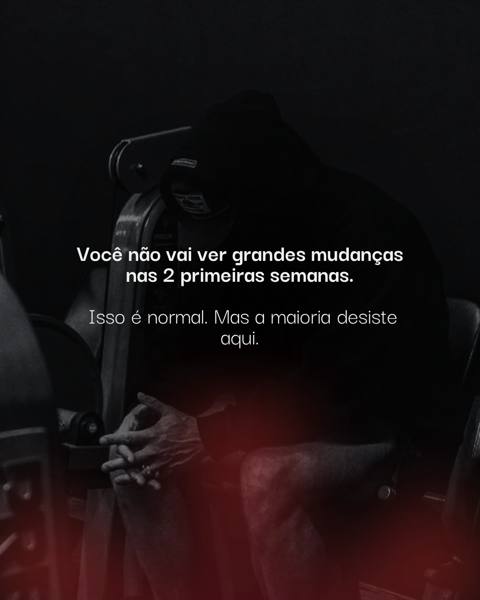 Você não vai ver grandes mudanças
nas 2 primeiras semanas.
Isso é normal. Mas a maioria desiste
aqui.